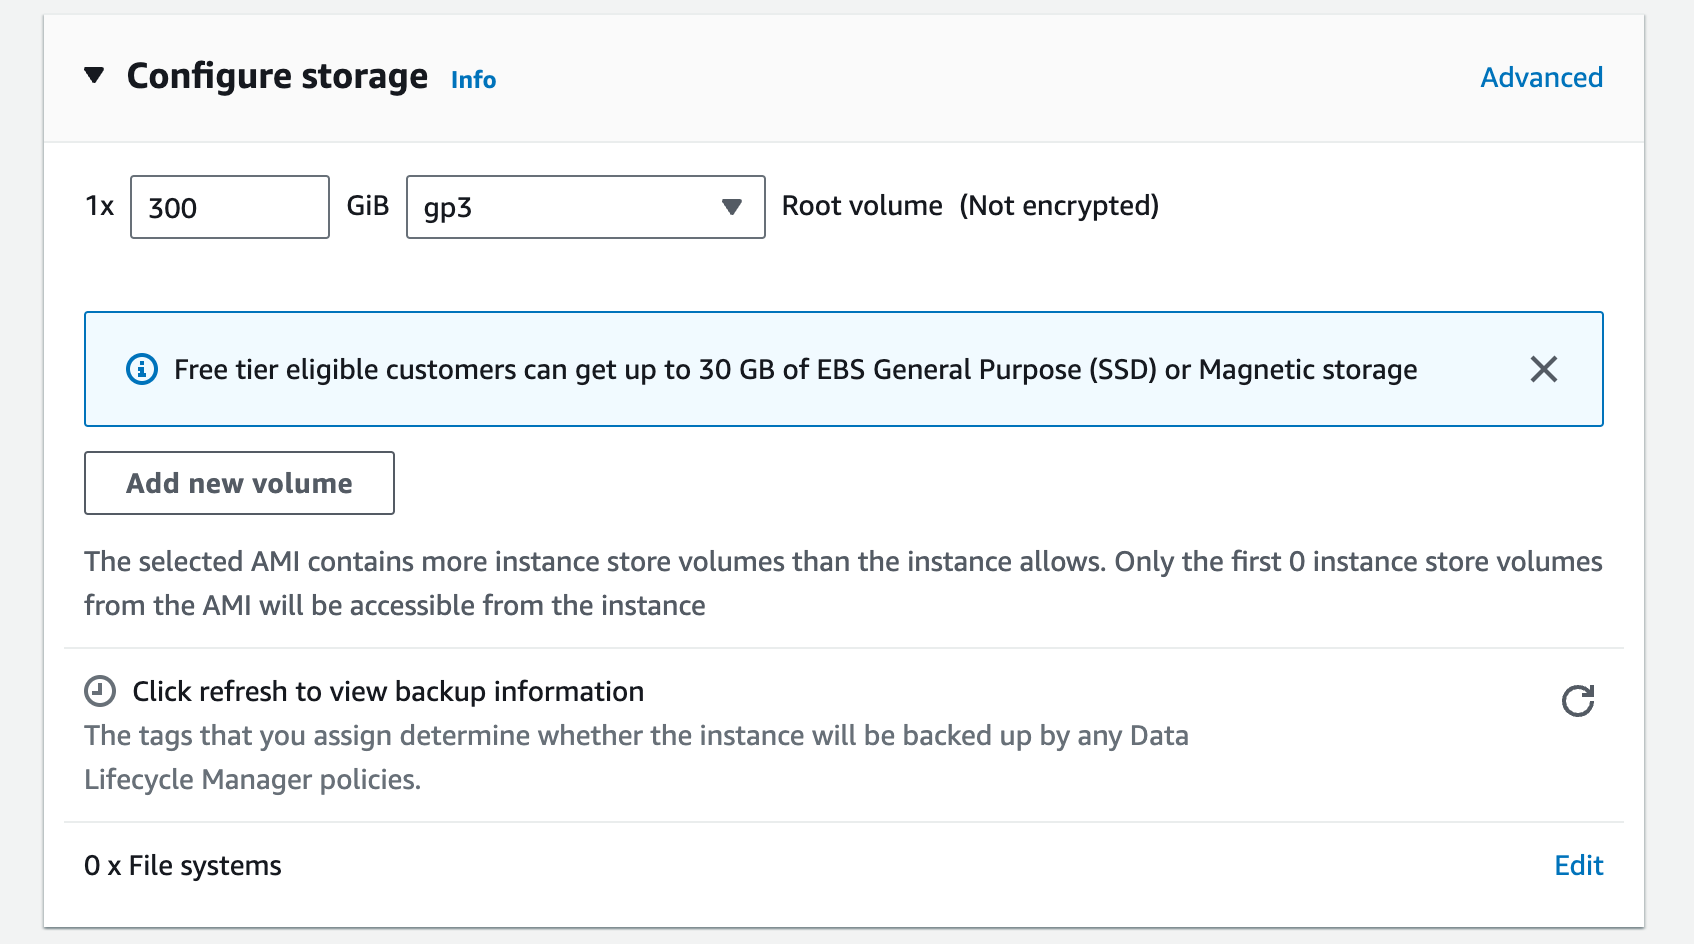 Configure storage Info Advanced
1x 300 GiB gp3 Root volume (Not encrypted)
Free tier eligible customers can get up to 30 GB of EBS General Purpose (SSD) or Magnetic storage
Add new volume
The selected AMI contains more instance store volumes than the instance allows. Only the first 0 instance store volumes
from the AMI will be accessible from the instance
Click refresh to view backup information
The tags that you assign determine whether the instance will be backed up by any Data
Lifecycle Manager policies.
0 x File systems Edit